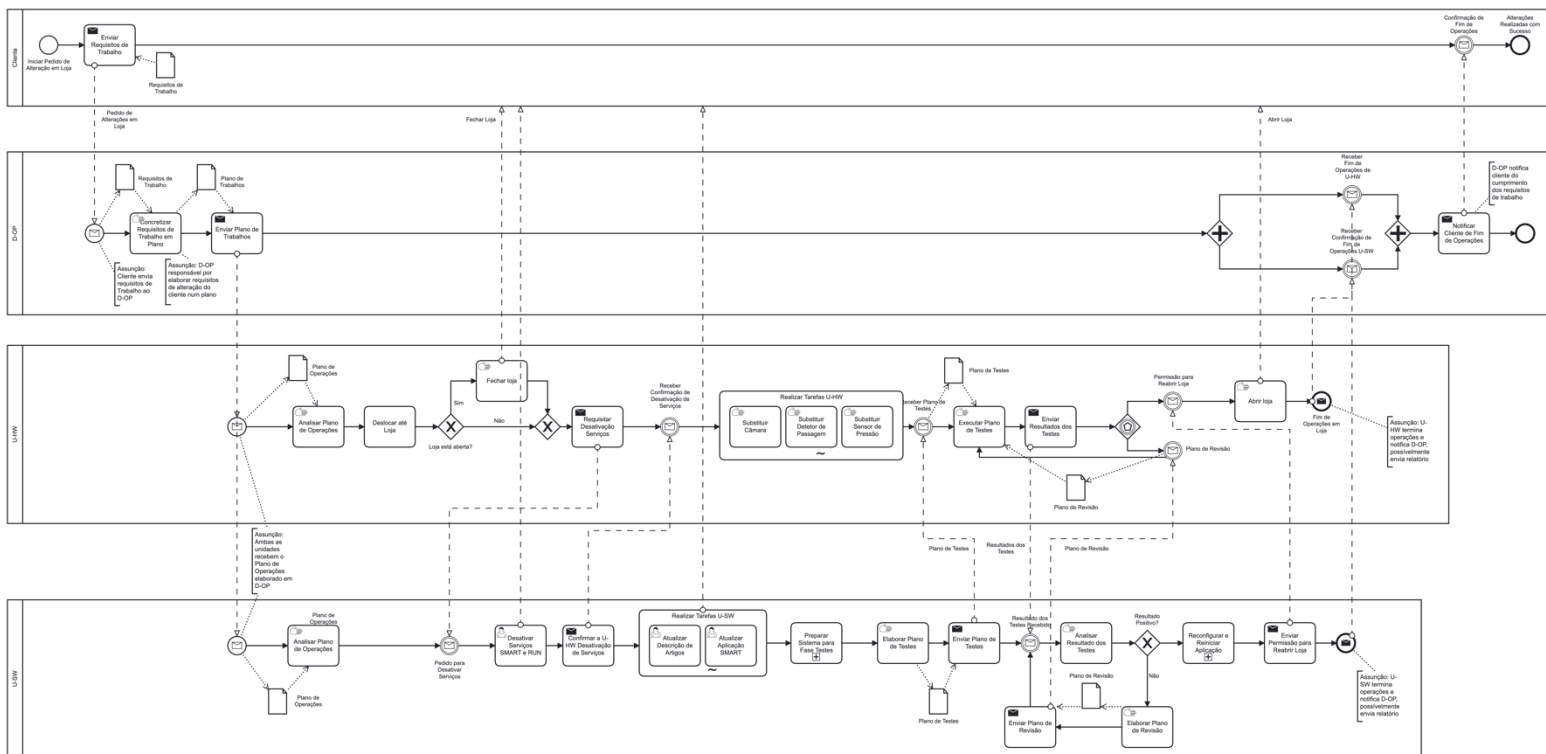 Cliente
Iniciar Pedido de
Alteração em Loja
Enviar
Requisitos de
Trabalho
Requisitos de
Trabalho
Confirmação de
Fim de
Operações
Alterações
Realizadas com
Sucesso
Pedido de
Alterações em
Loja
Fechar Loja
Abrir Loja
D-OP
Requisitos de
Trabalho
Plano de
Trabalhos
Concretizar
Requisitos de
Trabalho em
Plano
Enviar Plano de
Trabalhos
Assunção:
Cliente envia
requisitos de
Trabalho ao
D-OP
Assunção: D-OP
responsável por
elaborar requisitos
de alteração do
cliente num plano
Receber
Fim de
Operações de
U-HW
Receber
Confirmação de
Fim de
Operações U-SW
Notificar
Cliente de Fim
de Operações
D-OP notifica
cliente do
cumprimento
dos requisitos
de trabalho
U-HW
Plano de
Operações
Analisar Plano
de Operações
Deslocar até
Loja
Sim
Não
Loja está aberta?
Fechar loja
Requisitar
Desativação
Serviços
Receber
Confirmação de
Desativação de
Serviços
Realizar Tarefas U-HW
Substituir
Câmara
Substituir
Detetor de
Passagem
Substituir
Sensor de
Pressão
Receber Plano de
Testes
Plano de Testes
Executar Plano
de Testes
Enviar
Resultados dos
Testes
Permissão para
Reabrir Loja
Plano de Revisão
Plano de Revisão
Abrir loja
Fim de
Operações em
Loja
Assunção: U-
HW termina
operações e
notifica D-OP,
possívelmente
envia relatório
Assunção:
Ambas as
unidades
recebem o
Plano de
Operações
elaborado em
D-OP
Plano de Testes
Resultados dos
Testes
Plano de Revisão
U-SW
Plano de
Operações
Analisar Plano
de Operações
Plano de
Operações
Pedido para
Desativar
Serviços
Desativar
Serviços
SMART e RUN
Confirmar a U-
HW Desativação
de Serviços
Realizar Tarefas U-SW
Atualizar
Descrição de
Artigos
Atualizar
Aplicação
SMART
Preparar
Sistema para
Fase Testes
Elaborar Plano
de Testes
Enviar Plano de
Testes
Plano de Testes
Resultado dos
Testes Recebido
Analisar
Resultado dos
Testes
Resultado
Positivo?
Não
Reconfigurar e
Reiniciar
Aplicação
Enviar
Permissão para
Reabrir Loja
Plano de Revisão
Enviar Plano de
Revisão
Elaborar Plano
de Revisão
Assunção: U-
SW termina
operações e
notifica D-OP,
possívelmente
envia relatório